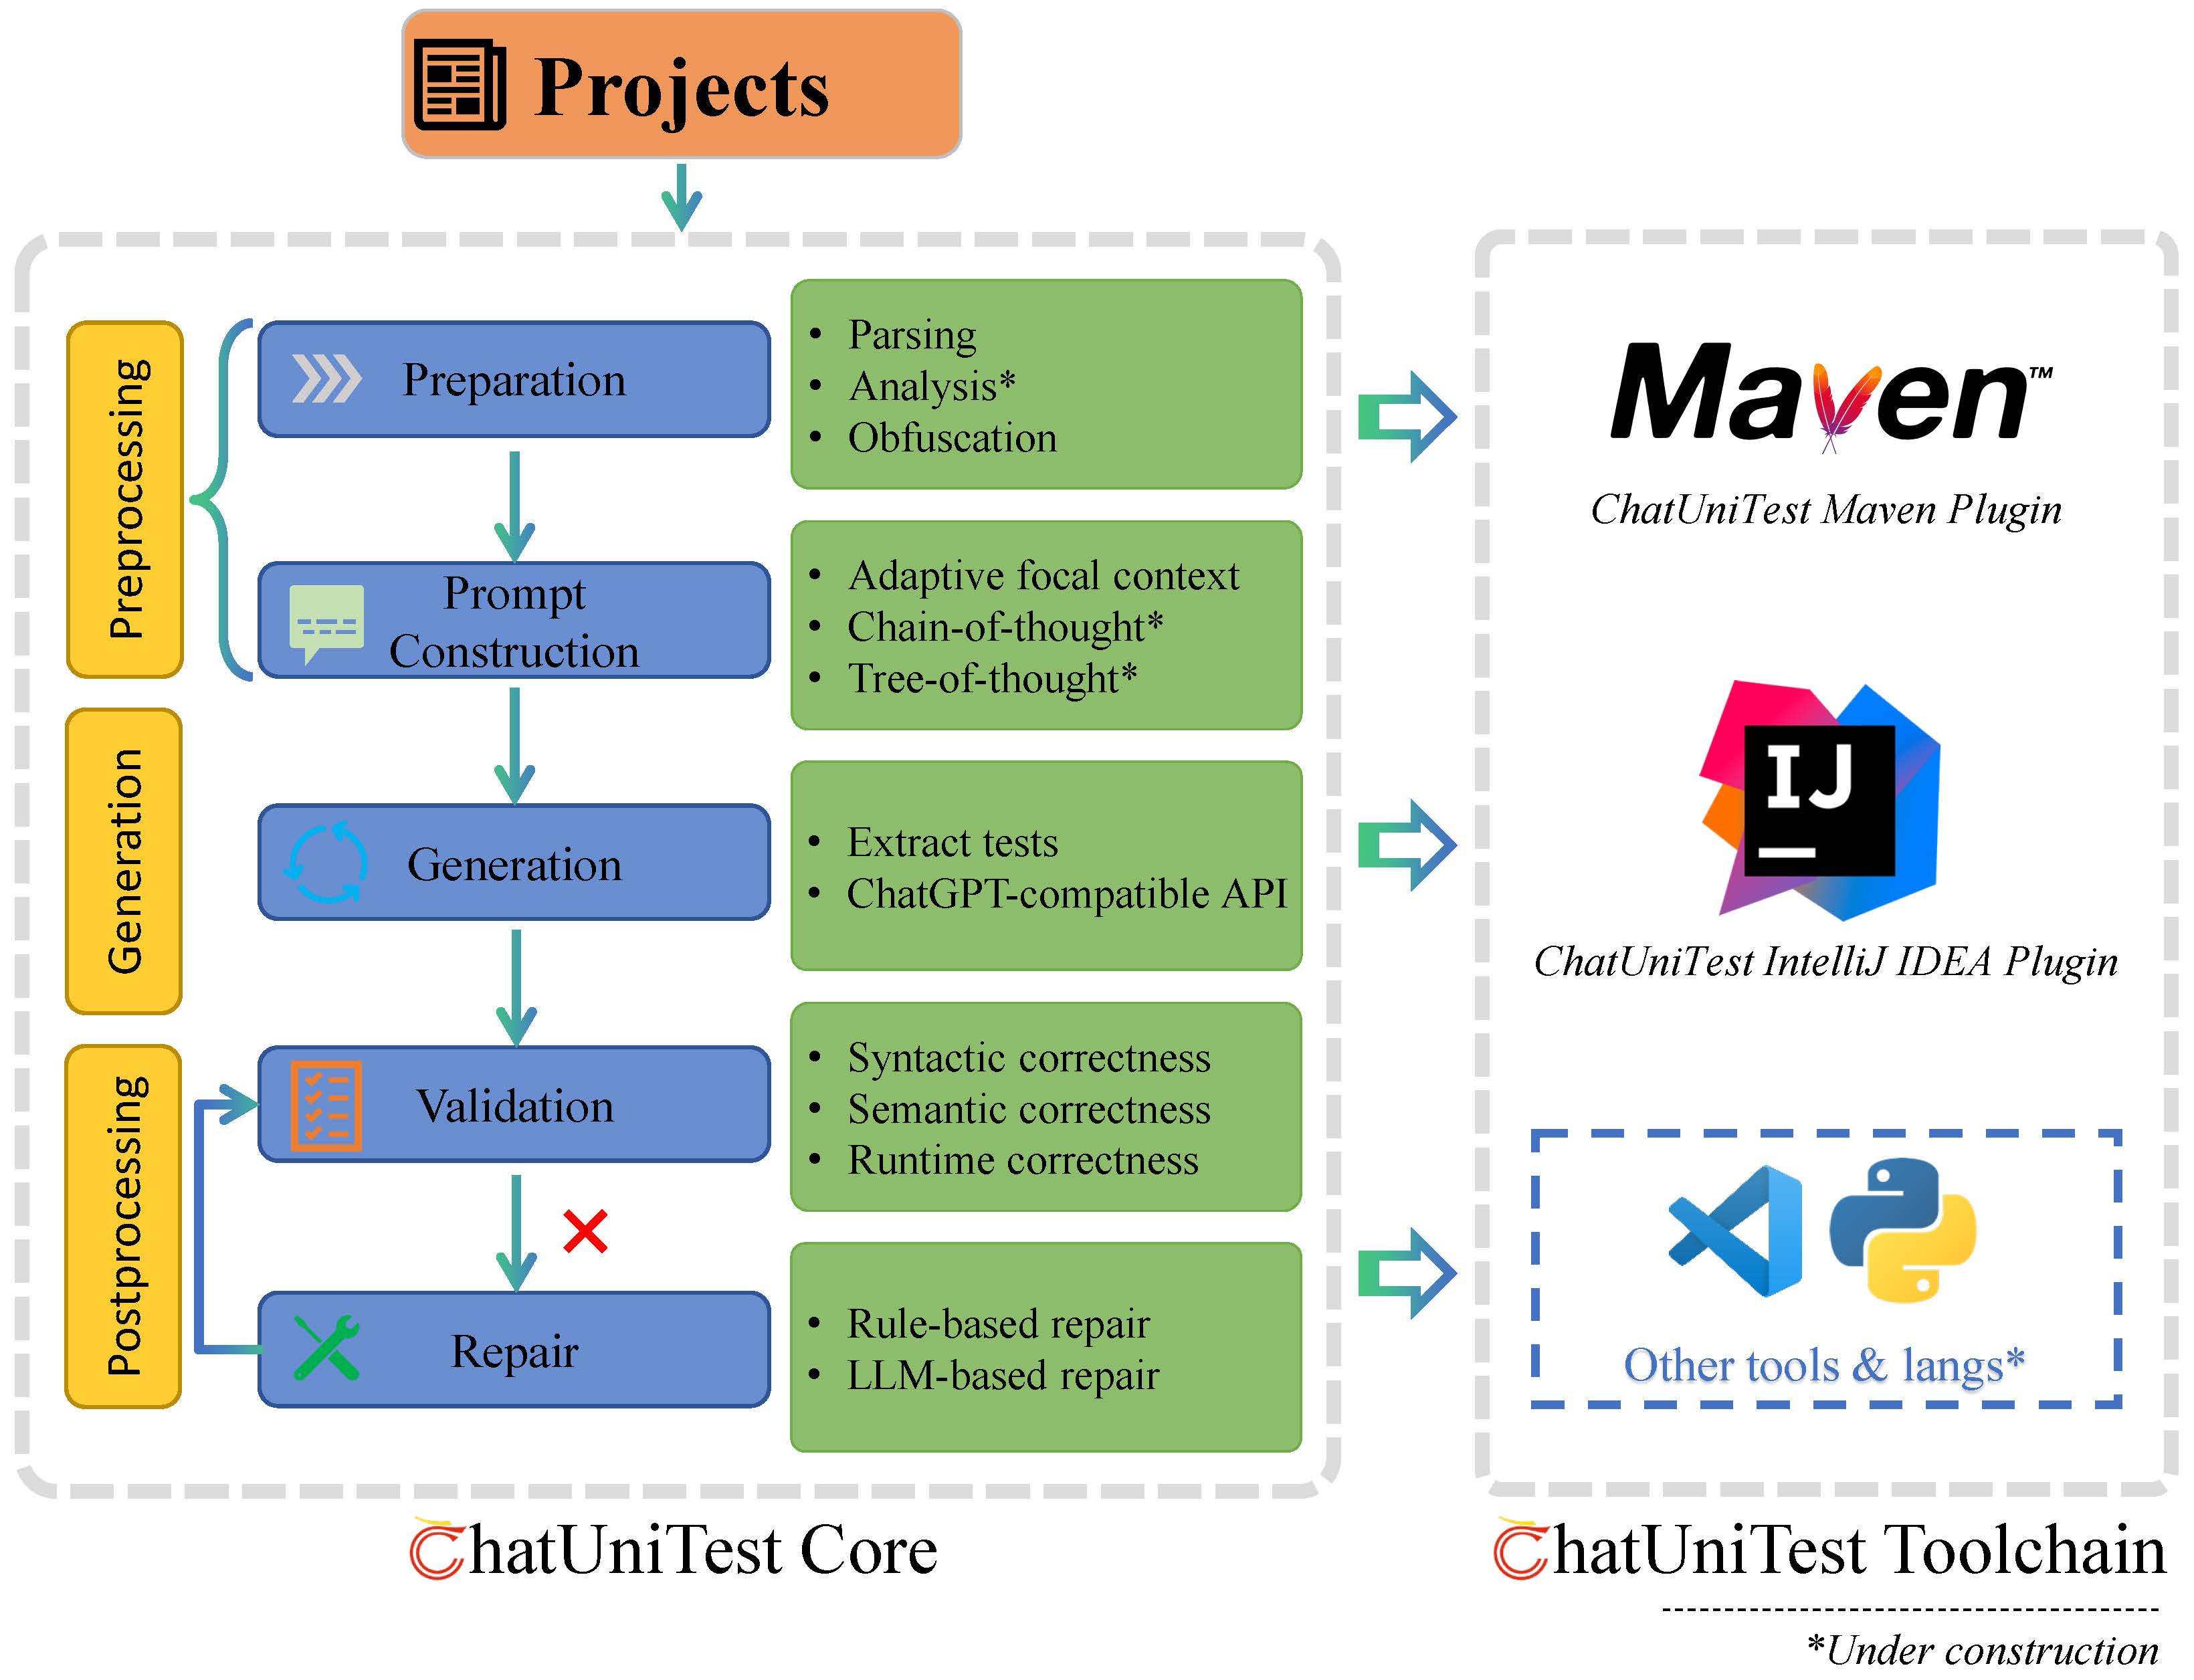 Projects
Preprocessing
Preparation
• Parsing
• Analysis*
• Obfuscation
Prompt
Construction
• Adaptive focal context
• Chain-of-thought*
• Tree-of-thought*
Generation
Generation
• Extract tests
• ChatGPT-compatible API
Postprocessing
Validation
• Syntactic correctness
• Semantic correctness
• Runtime correctness
Repair
• Rule-based repair
• LLM-based repair
ChatUniTest Core
Maven™
ChatUniTest Maven Plugin
IJ
ChatUniTest IntelliJ IDEA Plugin
Other tools & langs*
ChatUniTest Toolchain
*Under construction